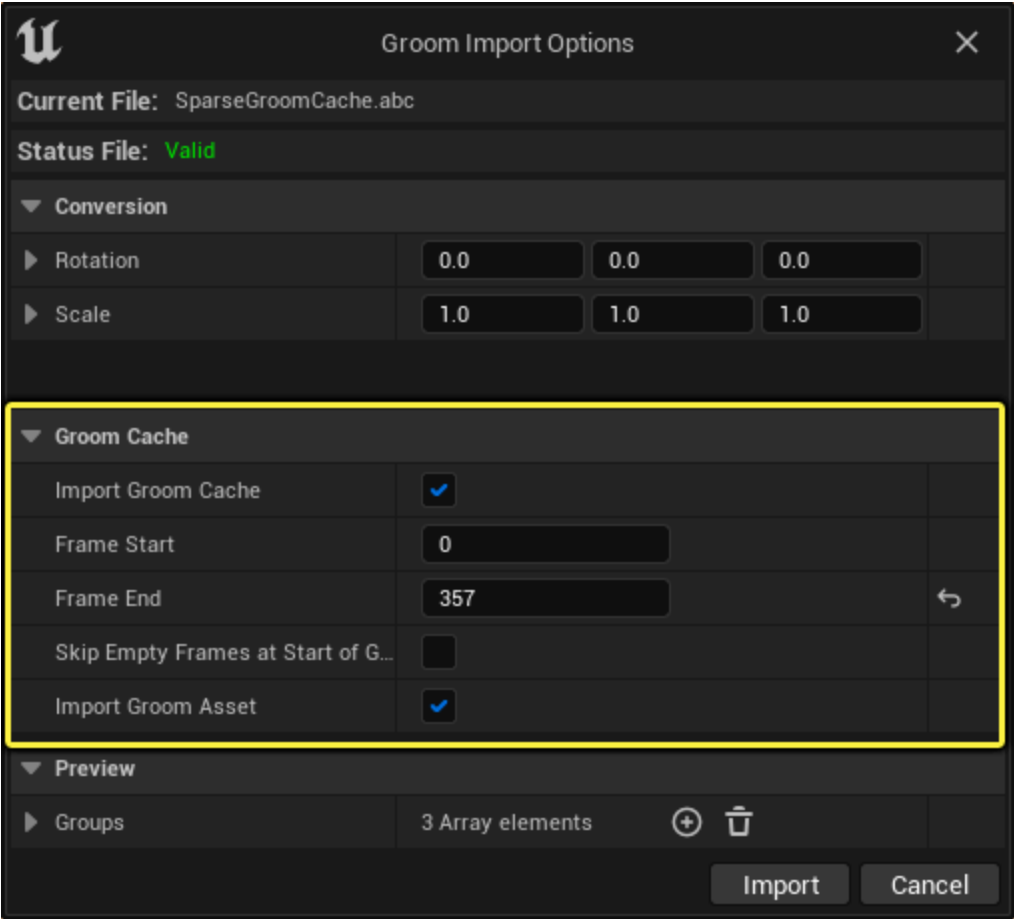 Groom Import Options
Current File: SparseGroomCache.abc
Status File: Valid
Conversion
Rotation 0.0 0.0 0.0
Scale 1.0 1.0 1.0
Groom Cache
Import Groom Cache
Frame Start 0
Frame End 357
Skip Empty Frames at Start of G...
Import Groom Asset
Preview
Groups 3 Array elements
Import Cancel